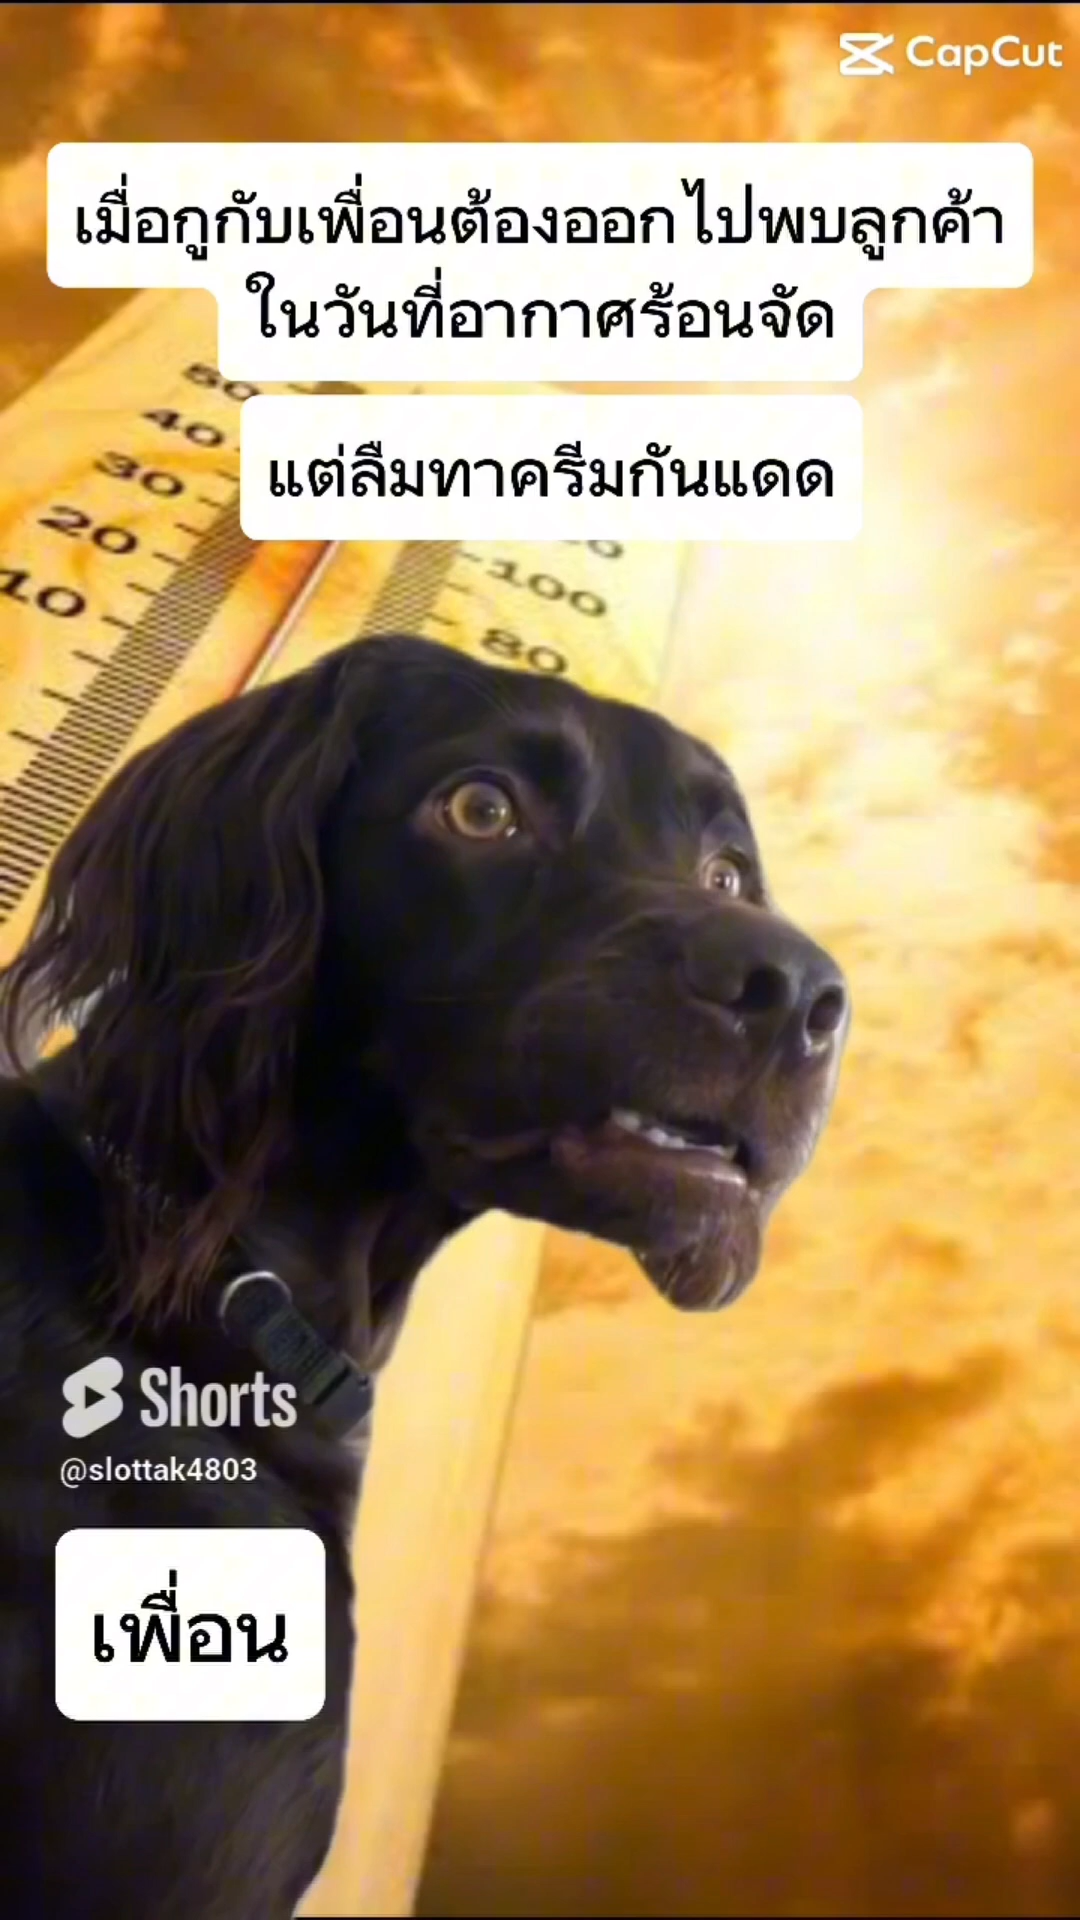 CapCut
เมื่อกูกับเพื่อนต้องออกไปพบลูกค้า
ในวันที่อากาศร้อนจัด
แต่ลืมทาครีมกันแดด
50
40
30
20
10
100
80
Shorts
@slottak4803
เพื่อน